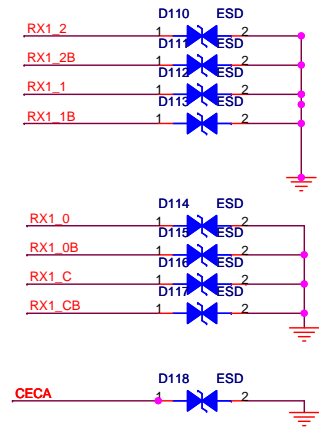 D110 ESD
RX1_2 1 2
D111 ESD
RX1_2B 1 2
D112 ESD
RX1_1 1 2
D113 ESD
RX1_1B 1 2
D114 ESD
RX1_0 1 2
D115 ESD
RX1_0B 1 2
D116 ESD
RX1_C 1 2
D117 ESD
RX1_CB 1 2
D118 ESD
CECA 1 2